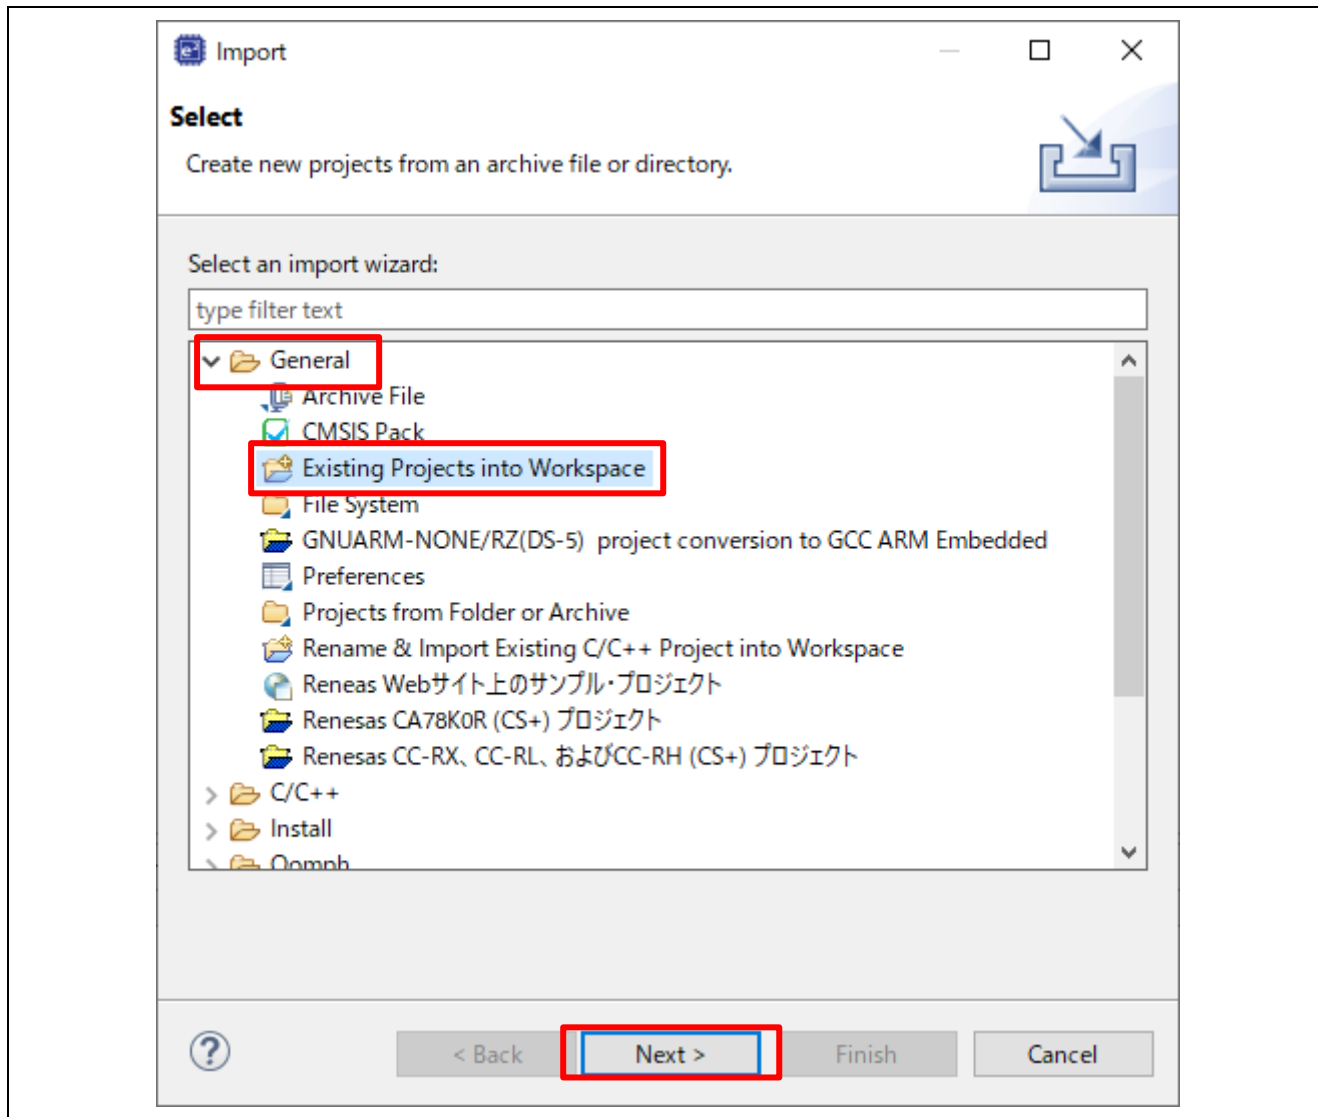 Import
Select
Create new projects from an archive file or directory.
Select an import wizard:
type filter text
General
Archive File
CMSIS Pack
Existing Projects into Workspace
File System
GNUARM-NONE/RZ(DS-5)  project conversion to GCC ARM Embedded
Preferences
Projects from Folder or Archive
Rename & Import Existing C/C++ Project into Workspace
Reneas Webサイト上のサンプル・プロジェクト
Renesas CA78K0R (CS+) プロジェクト
Renesas CC-RX、CC-RL、およびCC-RH (CS+) プロジェクト
C/C++
Install
Oomph
< Back
Next >
Finish
Cancel